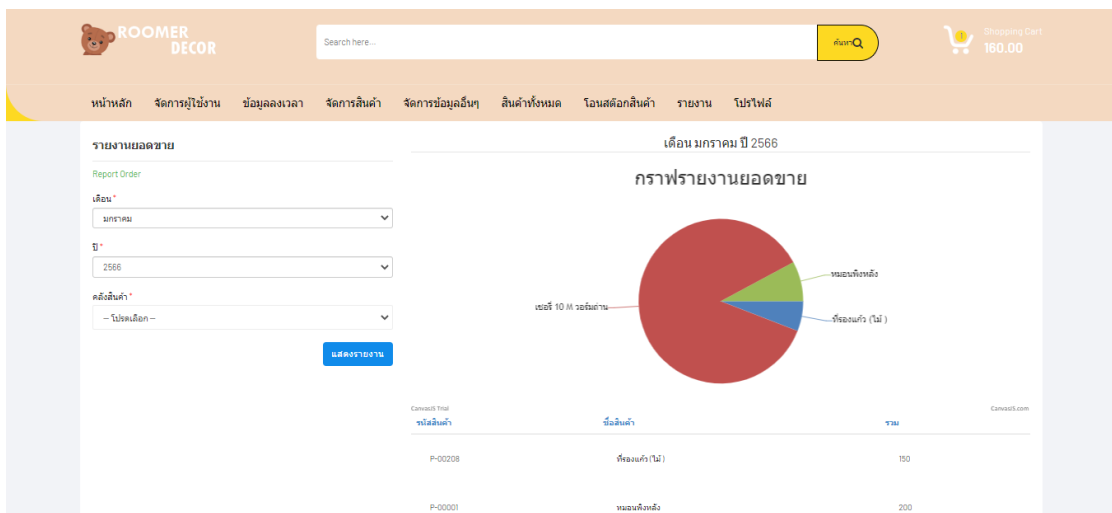 ROOMER
DECOR
Search here...
ค้นหา
1
Shopping Cart
160.00
หน้าหลัก จัดการผู้ใช้งาน ข้อมูลลงเวลา จัดการสินค้า จัดการข้อมูลอื่นๆ สินค้าทั้งหมด โอนสต๊อกสินค้า รายงาน โปรไฟล์
รายงานยอดขาย
Report Order
เดือน *
มกราคม
ปี *
2566
คลังสินค้า *
-- โปรดเลือก --
แสดงรายงาน
เดือน มกราคม ปี 2566
กราฟรายงานยอดขาย
หมอนพิงหลัง
เชอรี่ 10 M วอร์มถ่าน
ที่รองแก้ว (ไม้ )
CanvasJS Trial
CanvasJS.com
รหัสสินค้า ชื่อสินค้า รวม
P-00208 ที่รองแก้ว (ไม้ ) 150
P-00001 หมอนพิงหลัง 200